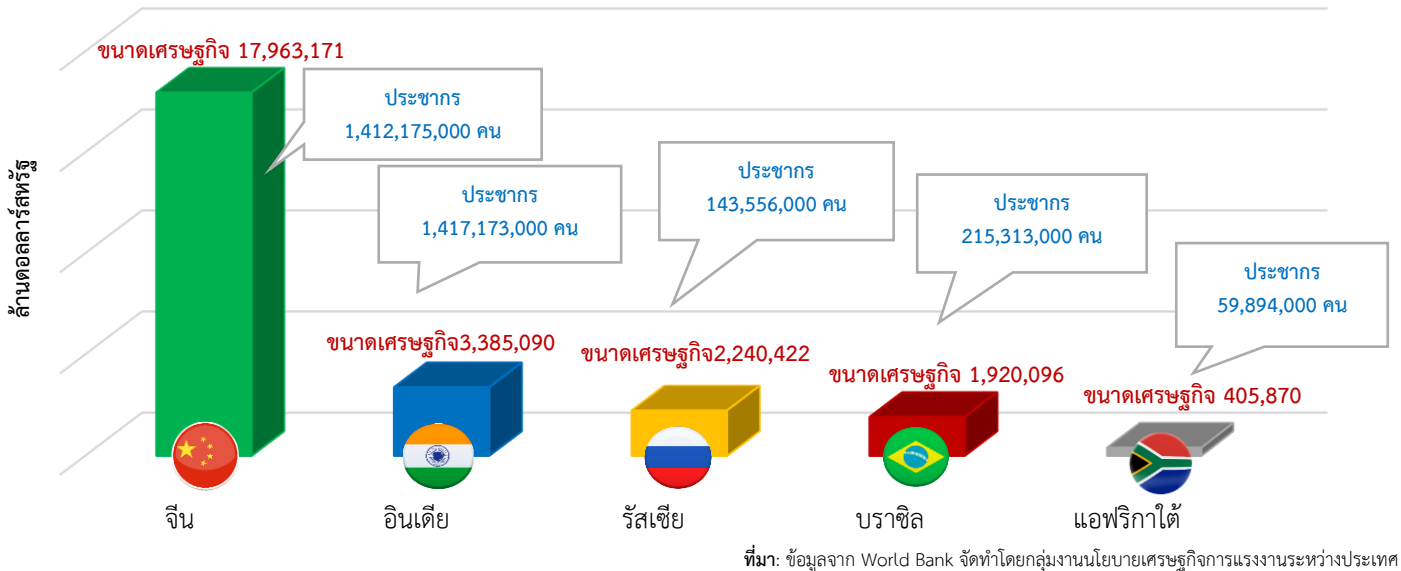 ขนาดเศรษฐกิจ 17,963,171
ประชากร
1,412,175,000 คน
ประชากร
1,417,173,000 คน
ประชากร
143,556,000 คน
ประชากร
215,313,000 คน
ประชากร
59,894,000 คน
ล้านดอลลาร์สหรัฐ
ขนาดเศรษฐกิจ3,385,090
ขนาดเศรษฐกิจ2,240,422
ขนาดเศรษฐกิจ 1,920,096
ขนาดเศรษฐกิจ 405,870
จีน
อินเดีย
รัสเซีย
บราซิล
แอฟริกาใต้
ที่มา: ข้อมูลจาก World Bank จัดทำโดยกลุ่มงานนโยบายเศรษฐกิจการแรงงานระหว่างประเทศ